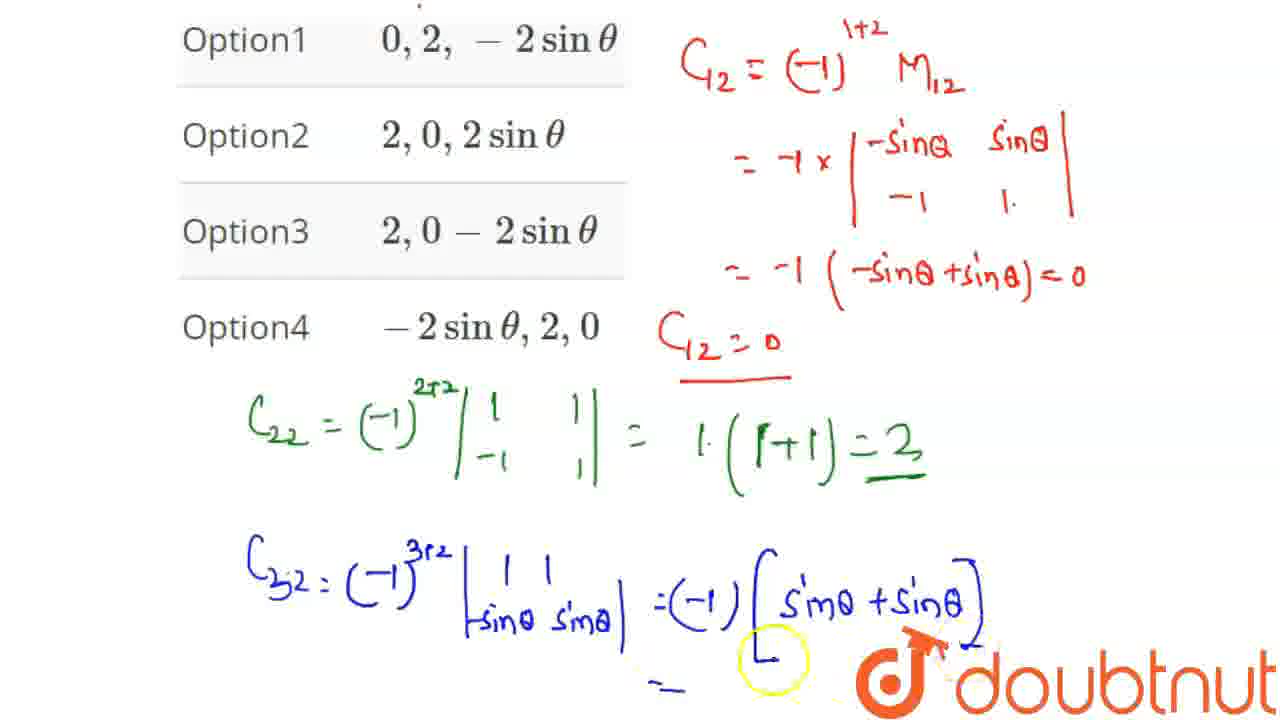 Option1 0, 2, − 2 sin θ
Option2 2, 0, 2 sin θ
Option3 2, 0 − 2 sin θ
Option4 − 2 sin θ, 2, 0
C₁₂ = (−1)¹⁺² M₁₂
= −1 × | −sinθ sinθ |
| −1 1. |
= −1 ( −sinθ + sinθ) = 0
C₁₂ = 0
C₂₂ = (−1)²⁺² | 1 1 | = 1. (1+1) = 2
| −1 1 |
C₃₂ = (−1)³⁺² | 1 1 | = (−1) [ sinθ + sinθ ]
| −sinθ sinθ |
=
doubtnut